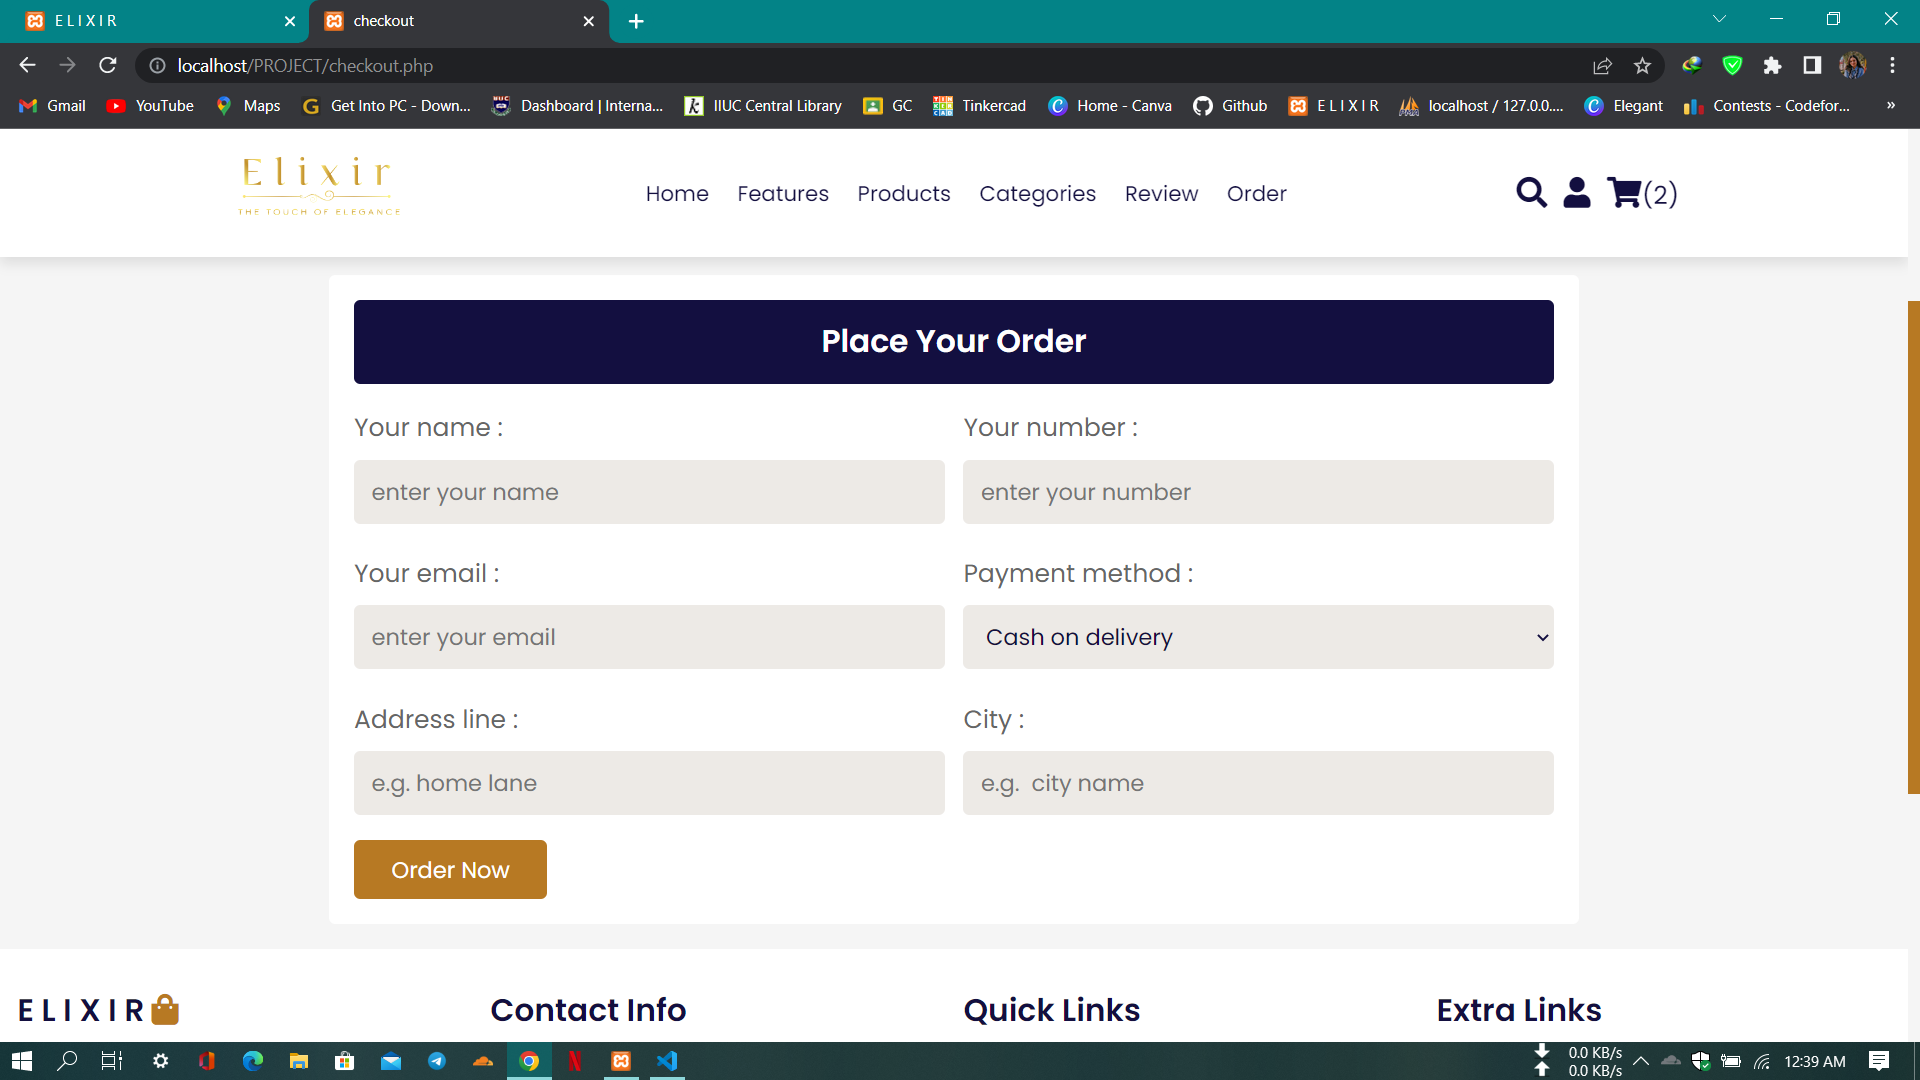 E L I X I R
checkout
localhost/PROJECT/checkout.php
Gmail YouTube Maps Get Into PC - Down... Dashboard | Interna... IIUC Central Library GC Tinkercad Home - Canva Github E L I X I R localhost / 127.0.0.... Elegant Contests - Codefor... »
Elixir
THE TOUCH OF ELEGANCE
Home Features Products Categories Review Order
(2)
Place Your Order
Your name : Your number :
enter your name enter your number
Your email : Payment method :
enter your email Cash on delivery
Address line : City :
e.g. home lane e.g. city name
Order Now
E L I X I R Contact Info Quick Links Extra Links
0.0 KB/s
0.0 KB/s
12:39 AM